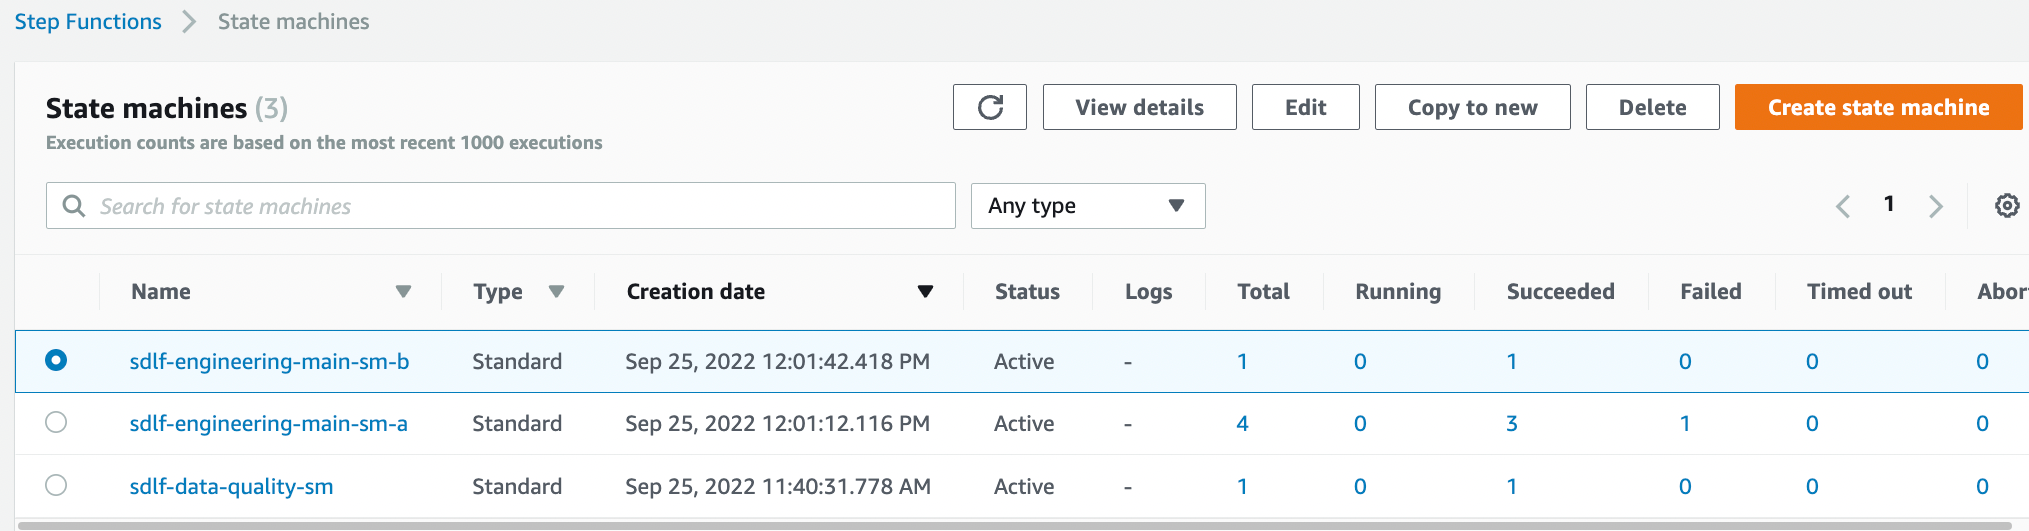 Step Functions > State machines
State machines (3)
Execution counts are based on the most recent 1000 executions
View details Edit Copy to new Delete Create state machine
Search for state machines Any type 1
Name Type Creation date Status Logs Total Running Succeeded Failed Timed out Abor
sdlf-engineering-main-sm-b Standard Sep 25, 2022 12:01:42.418 PM Active - 1 0 1 0 0 0
sdlf-engineering-main-sm-a Standard Sep 25, 2022 12:01:12.116 PM Active - 4 0 3 1 0 0
sdlf-data-quality-sm Standard Sep 25, 2022 11:40:31.778 AM Active - 1 0 1 0 0 0